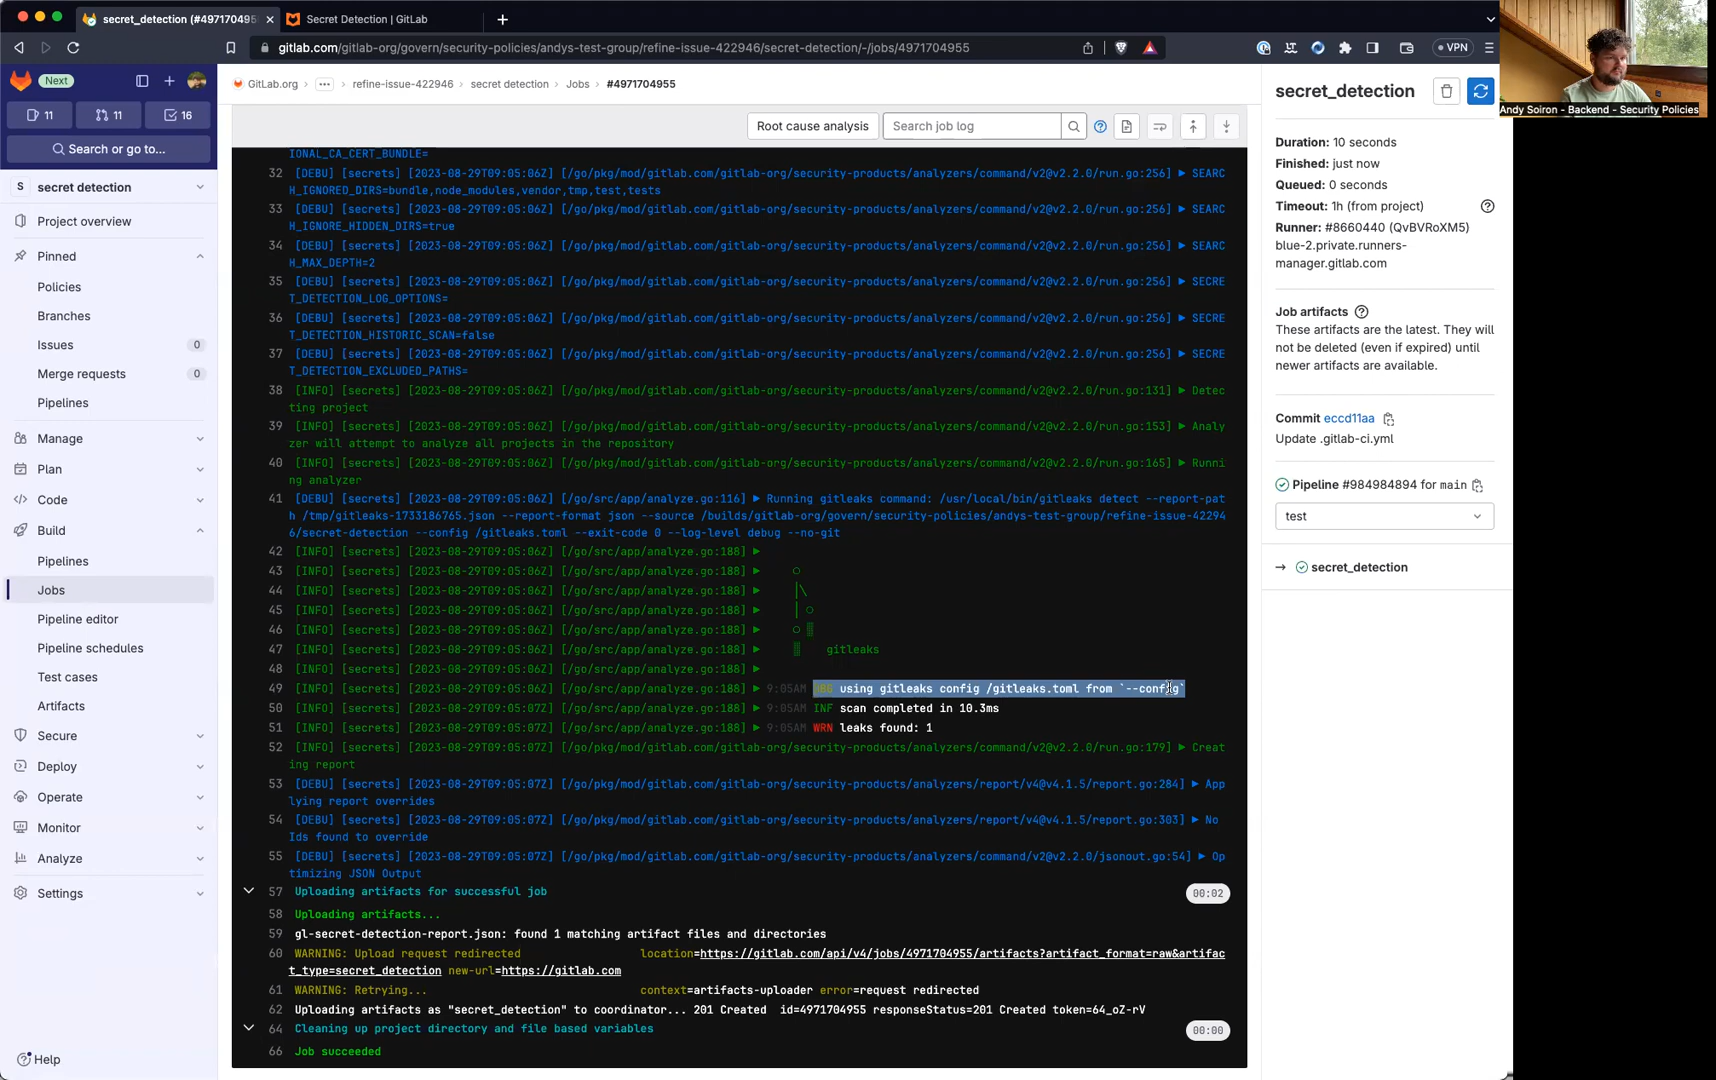 secret_detection (#497170495
Secret Detection | GitLab
gitlab.com/gitlab-org/govern/security-policies/andys-test-group/refine-issue-422946/secret-detection/-/jobs/4971704955
VPN
Next
11
11
16
Search or go to...
S secret detection
Project overview
Pinned
Policies
Branches
Issues 0
Merge requests 0
Pipelines
Manage
Plan
Code
Build
Pipelines
Jobs
Pipeline editor
Pipeline schedules
Test cases
Artifacts
Secure
Deploy
Operate
Monitor
Analyze
Settings
Help
GitLab.org
refine-issue-422946
secret detection
Jobs
#4971704955
Root cause analysis
Search job log
IONAL_CA_CERT_BUNDLE=
32 [DEBU] [secrets] [2023-08-29T09:05:06Z] [/go/pkg/mod/gitlab.com/gitlab-org/security-products/analyzers/command/v2@v2.2.0/run.go:256] ▶ SEARC
H_IGNORED_DIRS=bundle,node_modules,vendor,tmp,test,tests
33 [DEBU] [secrets] [2023-08-29T09:05:06Z] [/go/pkg/mod/gitlab.com/gitlab-org/security-products/analyzers/command/v2@v2.2.0/run.go:256] ▶ SEARC
H_IGNORE_HIDDEN_DIRS=true
34 [DEBU] [secrets] [2023-08-29T09:05:06Z] [/go/pkg/mod/gitlab.com/gitlab-org/security-products/analyzers/command/v2@v2.2.0/run.go:256] ▶ SEARC
H_MAX_DEPTH=2
35 [DEBU] [secrets] [2023-08-29T09:05:06Z] [/go/pkg/mod/gitlab.com/gitlab-org/security-products/analyzers/command/v2@v2.2.0/run.go:256] ▶ SECRE
T_DETECTION_LOG_OPTIONS=
36 [DEBU] [secrets] [2023-08-29T09:05:06Z] [/go/pkg/mod/gitlab.com/gitlab-org/security-products/analyzers/command/v2@v2.2.0/run.go:256] ▶ SECRE
T_DETECTION_HISTORIC_SCAN=false
37 [DEBU] [secrets] [2023-08-29T09:05:06Z] [/go/pkg/mod/gitlab.com/gitlab-org/security-products/analyzers/command/v2@v2.2.0/run.go:256] ▶ SECRE
T_DETECTION_EXCLUDED_PATHS=
38 [INFO] [secrets] [2023-08-29T09:05:06Z] [/go/pkg/mod/gitlab.com/gitlab-org/security-products/analyzers/command/v2@v2.2.0/run.go:131] ▶ Detec
ting project
39 [INFO] [secrets] [2023-08-29T09:05:06Z] [/go/pkg/mod/gitlab.com/gitlab-org/security-products/analyzers/command/v2@v2.2.0/run.go:153] ▶ Analy
zer will attempt to analyze all projects in the repository
40 [INFO] [secrets] [2023-08-29T09:05:06Z] [/go/pkg/mod/gitlab.com/gitlab-org/security-products/analyzers/command/v2@v2.2.0/run.go:165] ▶ Runni
ng analyzer
41 [DEBU] [secrets] [2023-08-29T09:05:06Z] [/go/src/app/analyze.go:116] ▶ Running gitleaks command: /usr/local/bin/gitleaks detect --report-pat
h /tmp/gitleaks-1733186765.json --report-format json --source /builds/gitlab-org/govern/security-policies/andys-test-group/refine-issue-42294
6/secret-detection --config /gitleaks.toml --exit-code 0 --log-level debug --no-git
42 [INFO] [secrets] [2023-08-29T09:05:06Z] [/go/src/app/analyze.go:188] ▶
43 [INFO] [secrets] [2023-08-29T09:05:06Z] [/go/src/app/analyze.go:188] ▶ ○
44 [INFO] [secrets] [2023-08-29T09:05:06Z] [/go/src/app/analyze.go:188] ▶ │╲
45 [INFO] [secrets] [2023-08-29T09:05:06Z] [/go/src/app/analyze.go:188] ▶ │ ○
46 [INFO] [secrets] [2023-08-29T09:05:06Z] [/go/src/app/analyze.go:188] ▶ ○ ░
47 [INFO] [secrets] [2023-08-29T09:05:06Z] [/go/src/app/analyze.go:188] ▶ ░ gitleaks
48 [INFO] [secrets] [2023-08-29T09:05:06Z] [/go/src/app/analyze.go:188] ▶
49 [INFO] [secrets] [2023-08-29T09:05:06Z] [/go/src/app/analyze.go:188] ▶ 9:05AM DBG using gitleaks config /gitleaks.toml from `--config`
50 [INFO] [secrets] [2023-08-29T09:05:06Z] [/go/src/app/analyze.go:188] ▶ 9:05AM INF scan completed in 10.3ms
51 [INFO] [secrets] [2023-08-29T09:05:06Z] [/go/src/app/analyze.go:188] ▶ 9:05AM WRN leaks found: 1
52 [INFO] [secrets] [2023-08-29T09:05:07Z] [/go/pkg/mod/gitlab.com/gitlab-org/security-products/analyzers/command/v2@v2.2.0/run.go:179] ▶ Creat
ing report
53 [DEBU] [secrets] [2023-08-29T09:05:07Z] [/go/pkg/mod/gitlab.com/gitlab-org/security-products/analyzers/report/v4@v4.1.5/report.go:284] ▶ App
lying report overrides
54 [DEBU] [secrets] [2023-08-29T09:05:07Z] [/go/pkg/mod/gitlab.com/gitlab-org/security-products/analyzers/report/v4@v4.1.5/report.go:303] ▶ No
Ids found to override
55 [DEBU] [secrets] [2023-08-29T09:05:07Z] [/go/pkg/mod/gitlab.com/gitlab-org/security-products/analyzers/command/v2@v2.2.0/jsonout.go:54] ▶ Op
timizing JSON Output
57 Uploading artifacts for successful job 00:02
58 Uploading artifacts...
59 gl-secret-detection-report.json: found 1 matching artifact files and directories
60 WARNING: Upload request redirected location=https://gitlab.com/api/v4/jobs/4971704955/artifacts?artifact_format=raw&artifac
t_type=secret_detection new-url=https://gitlab.com
61 WARNING: Retrying... context=artifacts-uploader error=request redirected
62 Uploading artifacts as "secret_detection" to coordinator... 201 Created id=4971704955 responseStatus=201 Created token=64_oZ-rV
64 Cleaning up project directory and file based variables 00:00
66 Job succeeded
secret_detection
Duration: 10 seconds
Finished: just now
Queued: 0 seconds
Timeout: 1h (from project)
Runner: #8660440 (QvBVRoXM5)
blue-2.private.runners-
manager.gitlab.com
Job artifacts
These artifacts are the latest. They will
not be deleted (even if expired) until
newer artifacts are available.
Commit eccd11aa
Update .gitlab-ci.yml
Pipeline #984984894 for main
test
→ secret_detection
Andy Soiron - Backend - Security Policies